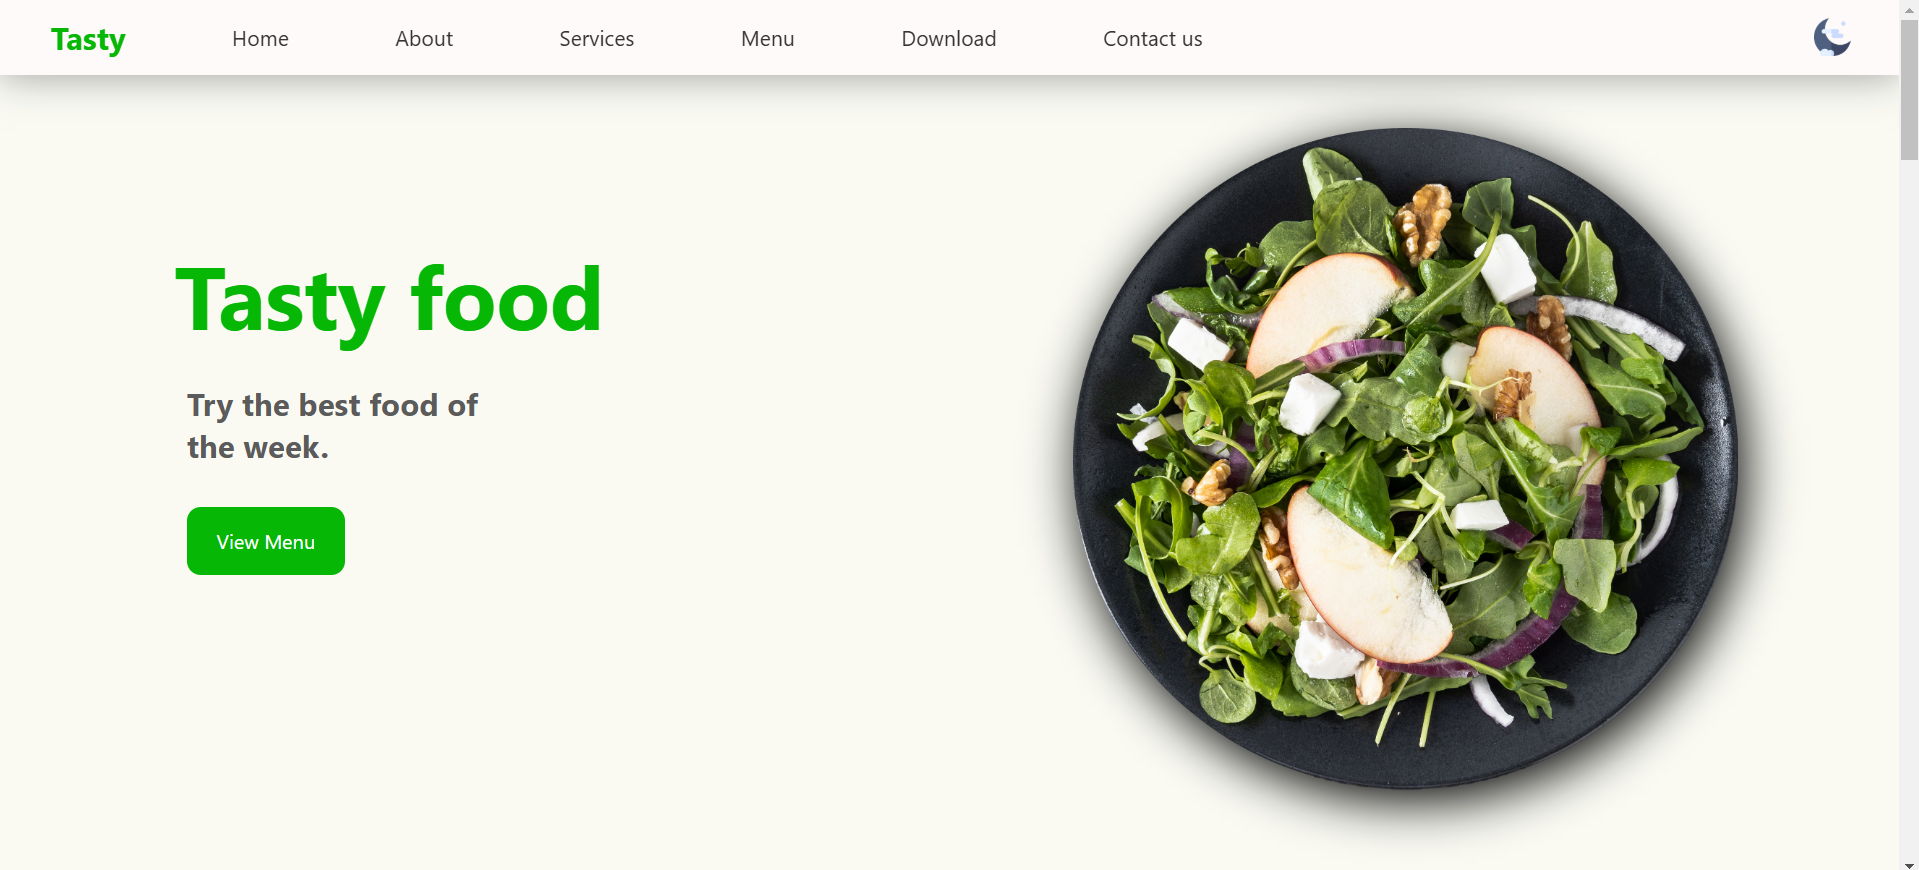 Tasty Home About Services Menu Download Contact us
Tasty food
Try the best food of
the week.
View Menu